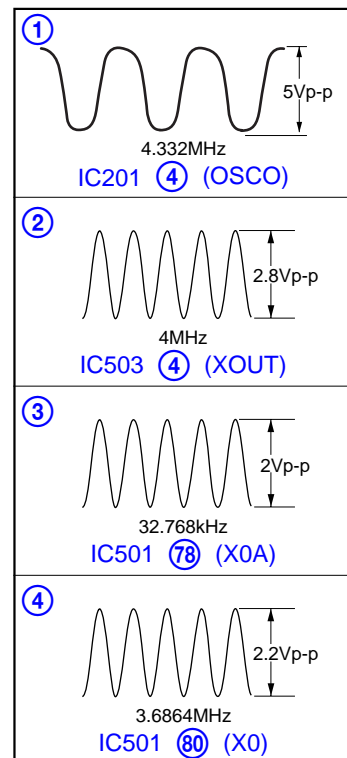 ①
5Vp-p
4.332MHz
IC201 ④ (OSCO)
②
2.8Vp-p
4MHz
IC503 ④ (XOUT)
③
2Vp-p
32.768kHz
IC501 78 (X0A)
④
2.2Vp-p
3.6864MHz
IC501 80 (X0)